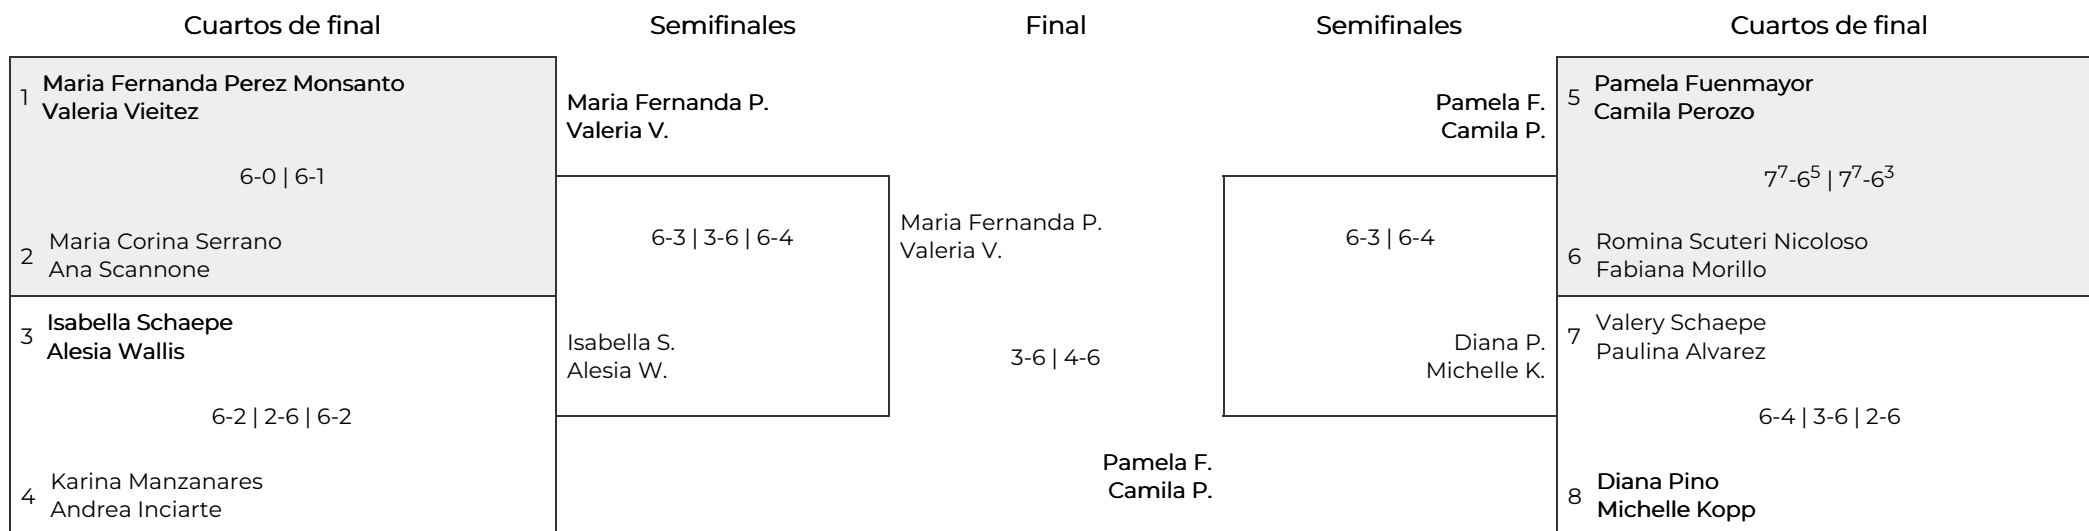 Cuartos de final
Semifinales
Final
Semifinales
Cuartos de final
1
Maria Fernanda Perez Monsanto
Valeria Vieitez
6-0 | 6-1
2
Maria Corina Serrano
Ana Scannone
3
Isabella Schaepe
Alesia Wallis
6-2 | 2-6 | 6-2
4
Karina Manzanares
Andrea Inciarte
Maria Fernanda P.
Valeria V.
6-3 | 3-6 | 6-4
Isabella S.
Alesia W.
Maria Fernanda P.
Valeria V.
3-6 | 4-6
Pamela F.
Camila P.
Pamela F.
Camila P.
6-3 | 6-4
Diana P.
Michelle K.
5
Pamela Fuenmayor
Camila Perozo
7⁷-6⁵ | 7⁷-6³
6
Romina Scuteri Nicoloso
Fabiana Morillo
7
Valery Schaepe
Paulina Alvarez
6-4 | 3-6 | 2-6
8
Diana Pino
Michelle Kopp